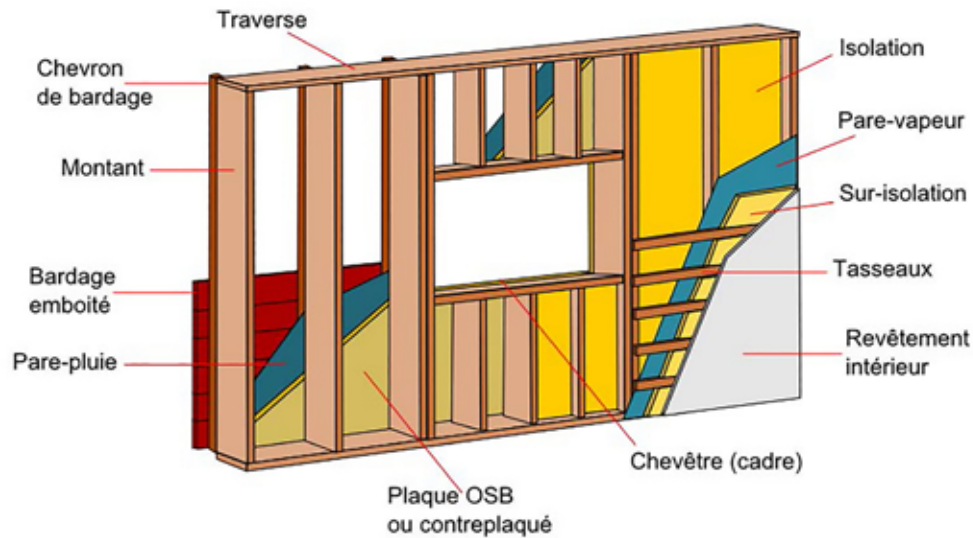 Traverse
Chevron
de bardage
Montant
Bardage
emboité
Pare-pluie
Plaque OSB
ou contreplaqué
Chevêtre (cadre)
Isolation
Pare-vapeur
Sur-isolation
Tasseaux
Revêtement
intérieur